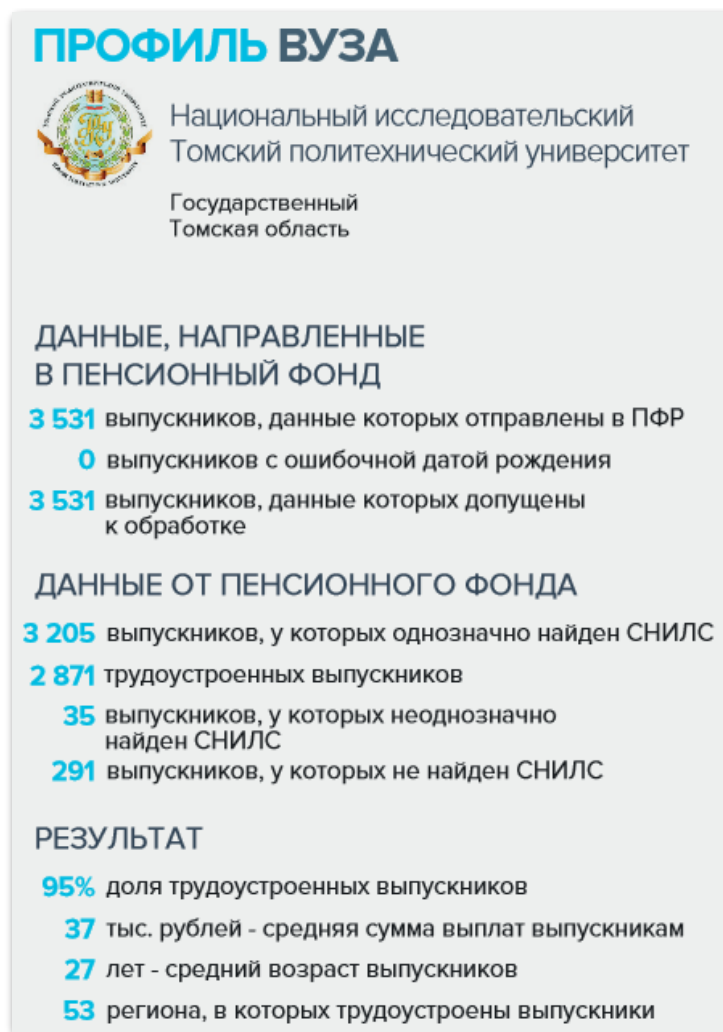 ПРОФИЛЬ ВУЗА
Национальный исследовательский
Томский политехнический университет
Государственный
Томская область
ДАННЫЕ, НАПРАВЛЕННЫЕ
В ПЕНСИОННЫЙ ФОНД
3 531 выпускников, данные которых отправлены в ПФР
0 выпускников с ошибочной датой рождения
3 531 выпускников, данные которых допущены
к обработке
ДАННЫЕ ОТ ПЕНСИОННОГО ФОНДА
3 205 выпускников, у которых однозначно найден СНИЛС
2 871 трудоустроенных выпускников
35 выпускников, у которых неоднозначно
найден СНИЛС
291 выпускников, у которых не найден СНИЛС
РЕЗУЛЬТАТ
95% доля трудоустроенных выпускников
37 тыс. рублей - средняя сумма выплат выпускникам
27 лет - средний возраст выпускников
53 региона, в которых трудоустроены выпускники